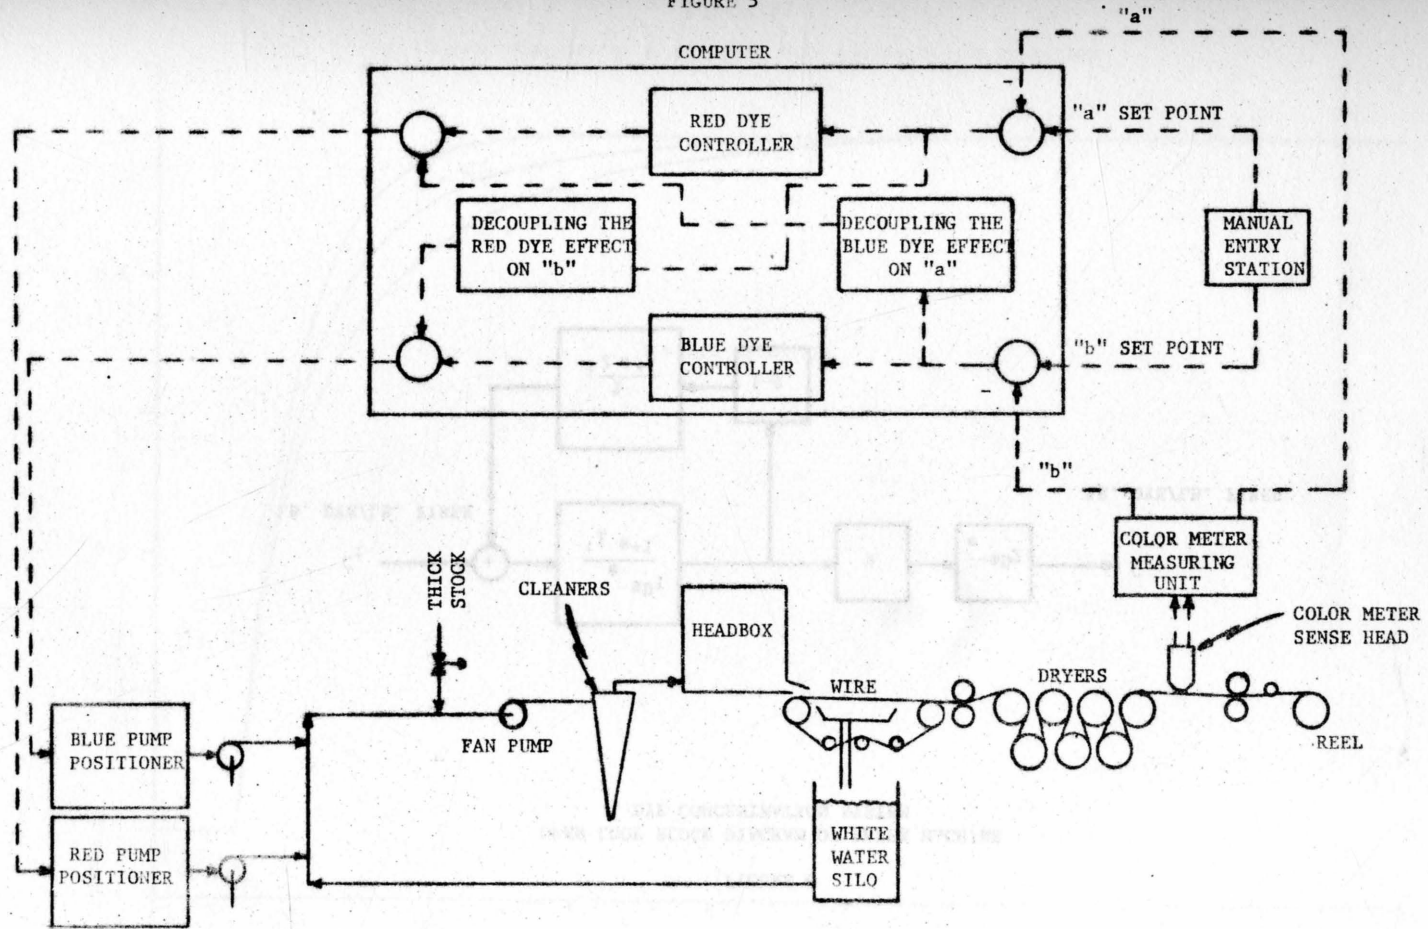 FIGURE 5
"a"
COMPUTER
RED DYE
CONTROLLER
"a" SET POINT
DECOUPLING THE
RED DYE EFFECT
ON "b"
DECOUPLING THE
BLUE DYE EFFECT
ON "a"
MANUAL
ENTRY
STATION
BLUE DYE
CONTROLLER
"b" SET POINT
"b"
COLOR METER
MEASURING
UNIT
THICK
STOCK
CLEANERS
HEADBOX
COLOR METER
SENSE HEAD
WIRE
DRYERS
FAN PUMP
REEL
BLUE PUMP
POSITIONER
WHITE
WATER
SILO
RED PUMP
POSITIONER